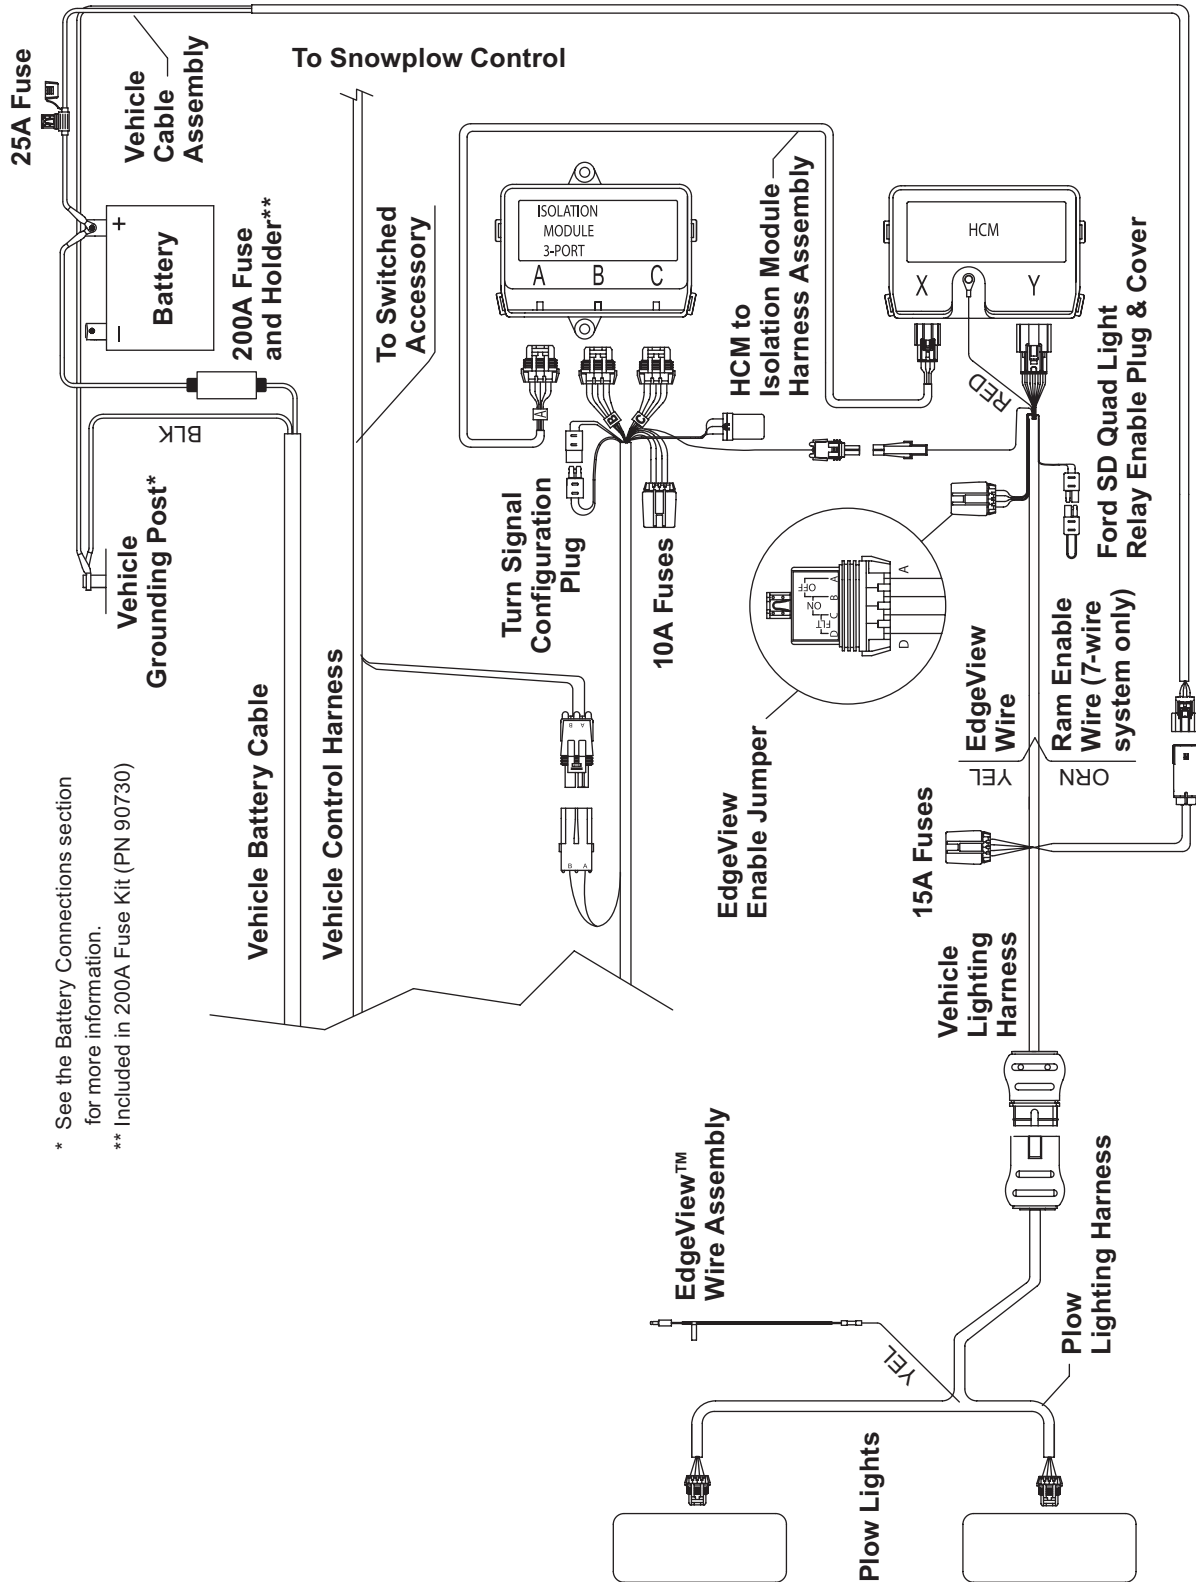 25A Fuse
Vehicle
Cable
Assembly
To Snowplow Control
+
–
Battery
200A Fuse
and Holder**
BLK
Vehicle
Grounding Post*
To Switched
Accessory
ISOLATION
MODULE
3-PORT
A B C
HCM
X Y
HCM to
Isolation Module
Harness Assembly
RED
A
B
C
Turn Signal
Configuration
Plug
10A Fuses
Ford SD Quad Light
Relay Enable Plug & Cover
OFF
ON
FLT
A
B
C
D
A
D
EdgeView
Enable Jumper
EdgeView
Wire
YEL
Ram Enable
Wire (7-wire
system only)
ORN
15A Fuses
Vehicle Battery Cable
Vehicle Control Harness
A
B
B
A
* See the Battery Connections section
for more information.
** Included in 200A Fuse Kit (PN 90730)
Vehicle
Lighting
Harness
EdgeView™
Wire Assembly
YEL
Plow
Lighting Harness
Plow Lights